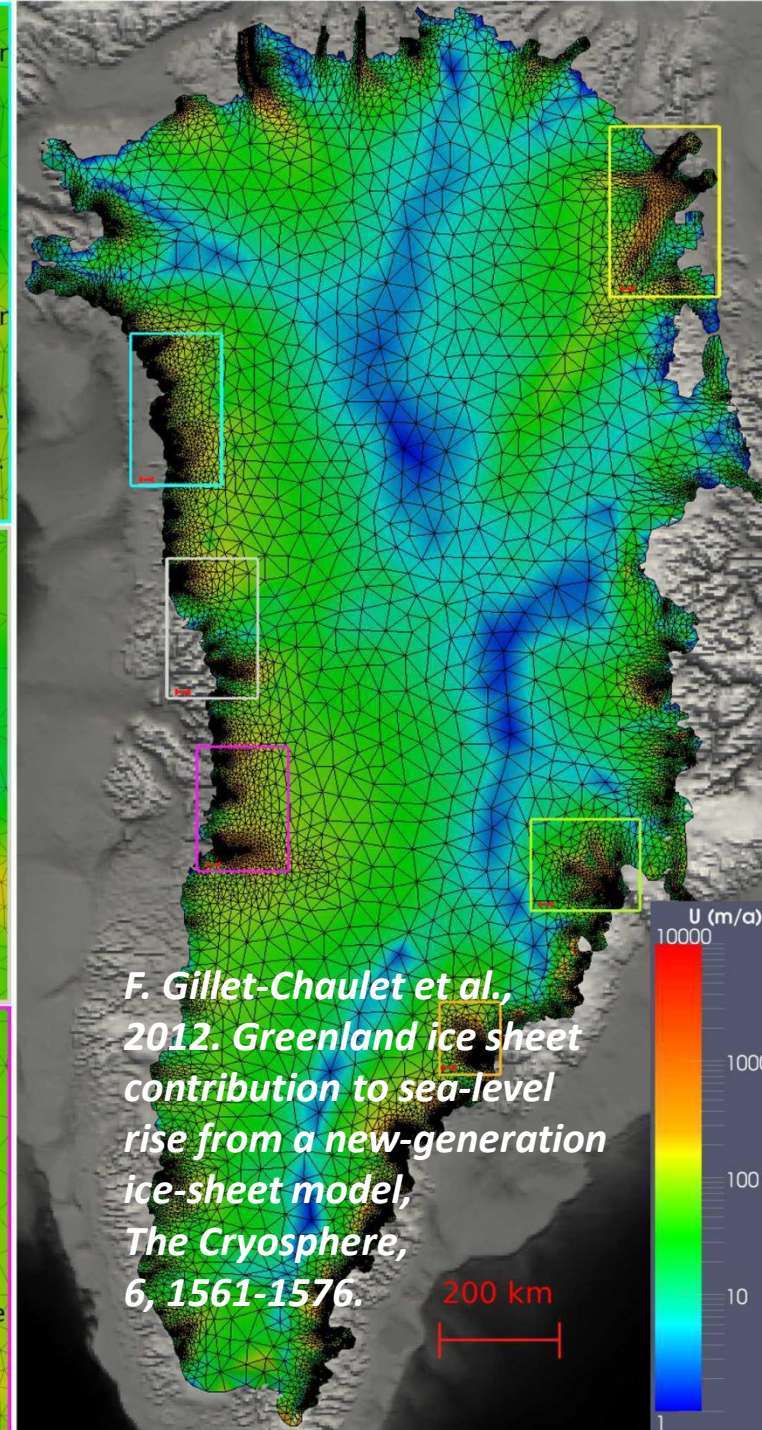 F. Gillet-Chaulet et al.,
2012. Greenland ice sheet
contribution to sea-level
rise from a new-generation
ice-sheet model,
The Cryosphere,
6, 1561-1576.
200 km
U (m/a)
10000
1000
100
10
1